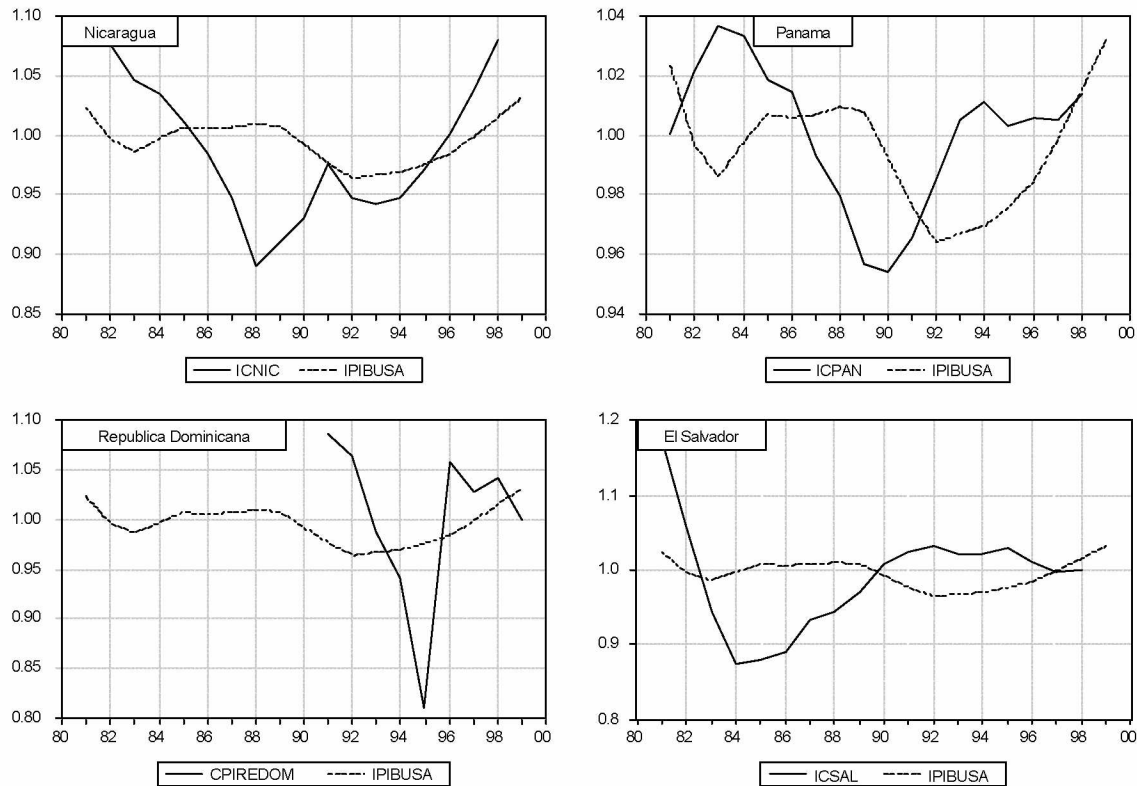 Nicaragua
1.10
1.05
1.00
0.95
0.90
0.85
80 82 84 86 88 90 92 94 96 98 00
ICNIC IPIBUSA
Panama
1.04
1.02
1.00
0.98
0.96
0.94
80 82 84 86 88 90 92 94 96 98 00
ICPAN IPIBUSA
Republica Dominicana
1.10
1.05
1.00
0.95
0.90
0.85
0.80
80 82 84 86 88 90 92 94 96 98 00
CPIREDOM IPIBUSA
El Salvador
1.2
1.1
1.0
0.9
0.8
80 82 84 86 88 90 92 94 96 98 00
ICSAL IPIBUSA